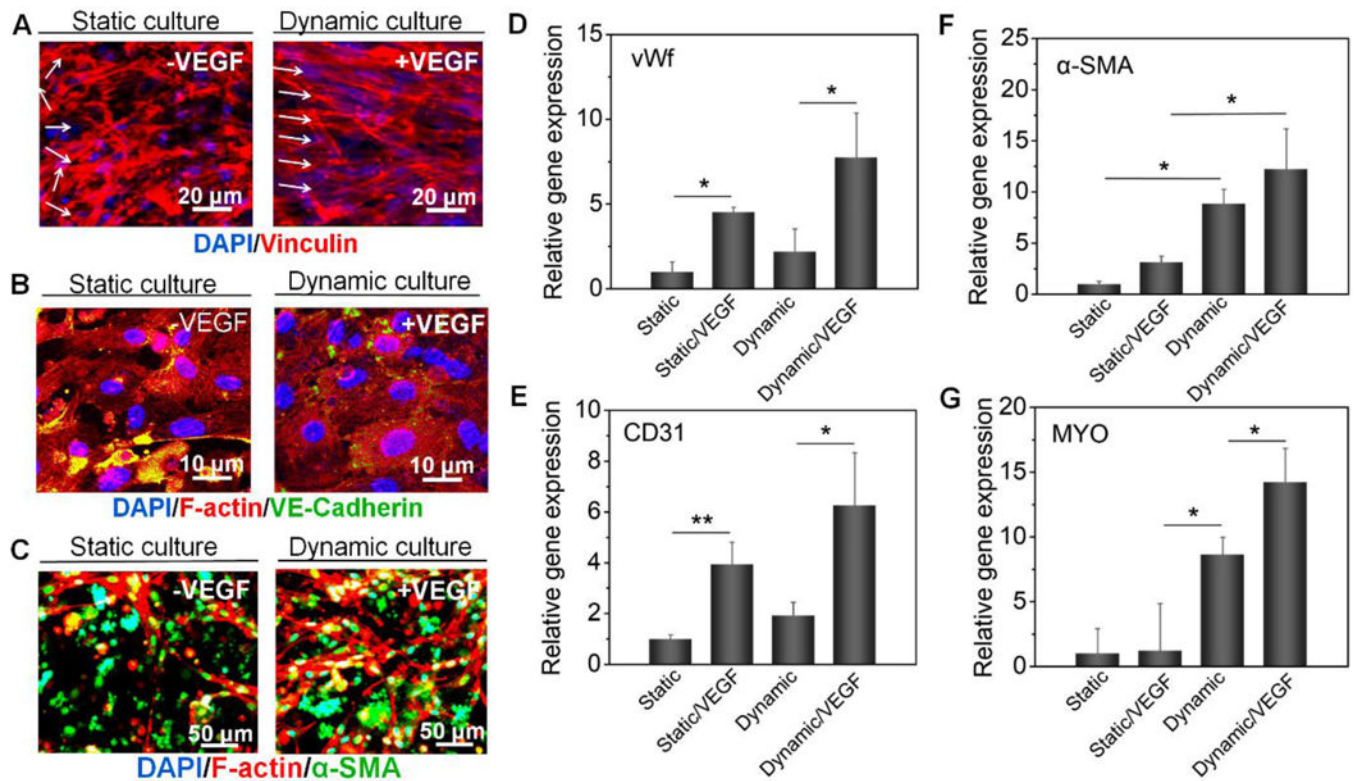 A
Static culture
Dynamic culture
-VEGF
+VEGF
20 µm
20 µm
DAPI/Vinculin
B
Static culture
Dynamic culture
-VEGF
+VEGF
10 µm
10 µm
DAPI/F-actin/VE-Cadherin
C
Static culture
Dynamic culture
-VEGF
+VEGF
50 µm
50 µm
DAPI/F-actin/α-SMA
D
Relative gene expression
15
10
5
0
vWf
*
*
Static
Static/VEGF
Dynamic
Dynamic/VEGF
E
Relative gene expression
10
8
6
4
2
0
CD31
**
*
Static
Static/VEGF
Dynamic
Dynamic/VEGF
F
Relative gene expression
25
20
15
10
5
0
α-SMA
*
*
Static
Static/VEGF
Dynamic
Dynamic/VEGF
G
Relative gene expression
20
15
10
5
0
MYO
*
*
Static
Static/VEGF
Dynamic
Dynamic/VEGF